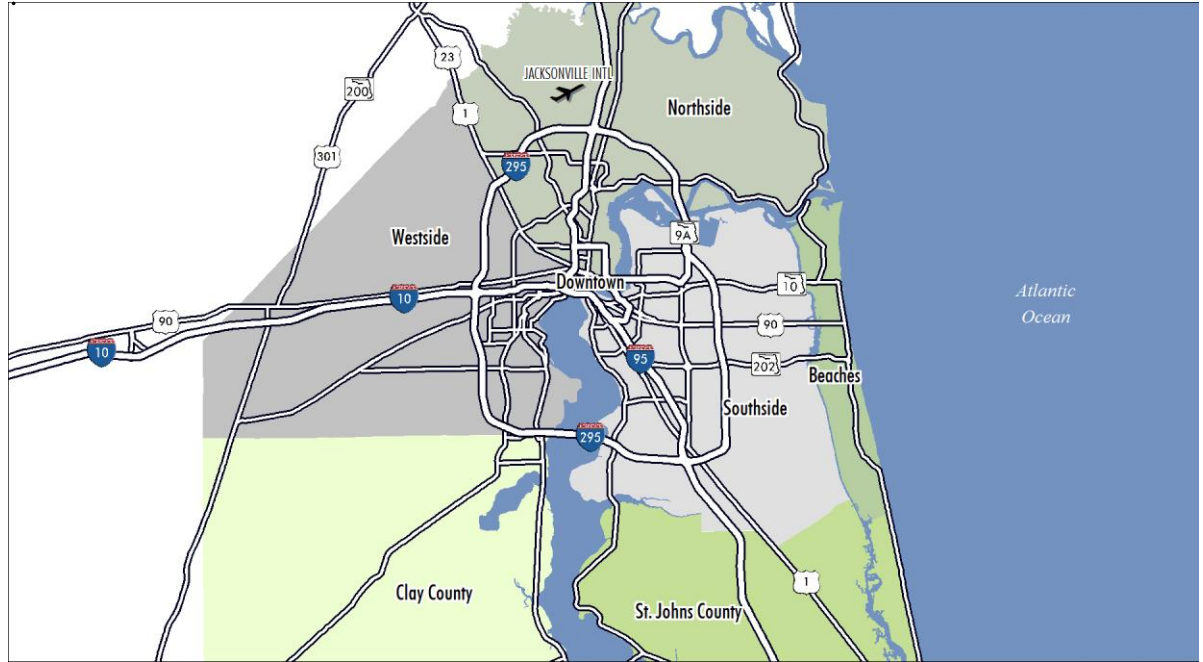 23
JACKSONVILLE INTL
200
Northside
1
301
295
9A
Westside
Downtown
10
10
Atlantic
Ocean
90
90
10
95
202
Beaches
Southside
295
1
Clay County
St. Johns County